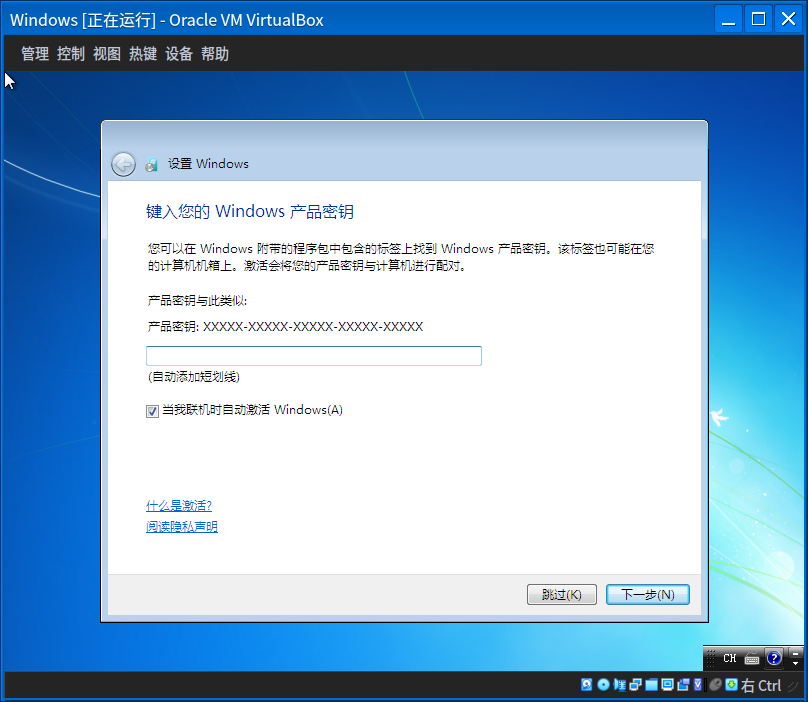 Windows [正在运行] - Oracle VM VirtualBox
管理 控制 视图 热键 设备 帮助
设置 Windows
键入您的 Windows 产品密钥
您可以在 Windows 附带的程序包中包含的标签上找到 Windows 产品密钥。该标签也可能在您
的计算机机箱上。激活会将您的产品密钥与计算机进行配对。
产品密钥与此类似:
产品密钥: XXXXX-XXXXX-XXXXX-XXXXX-XXXXX
(自动添加短划线)
当我联机时自动激活 Windows(A)
什么是激活?
阅读隐私声明
跳过(K) 下一步(N)
CH ?
右 Ctrl